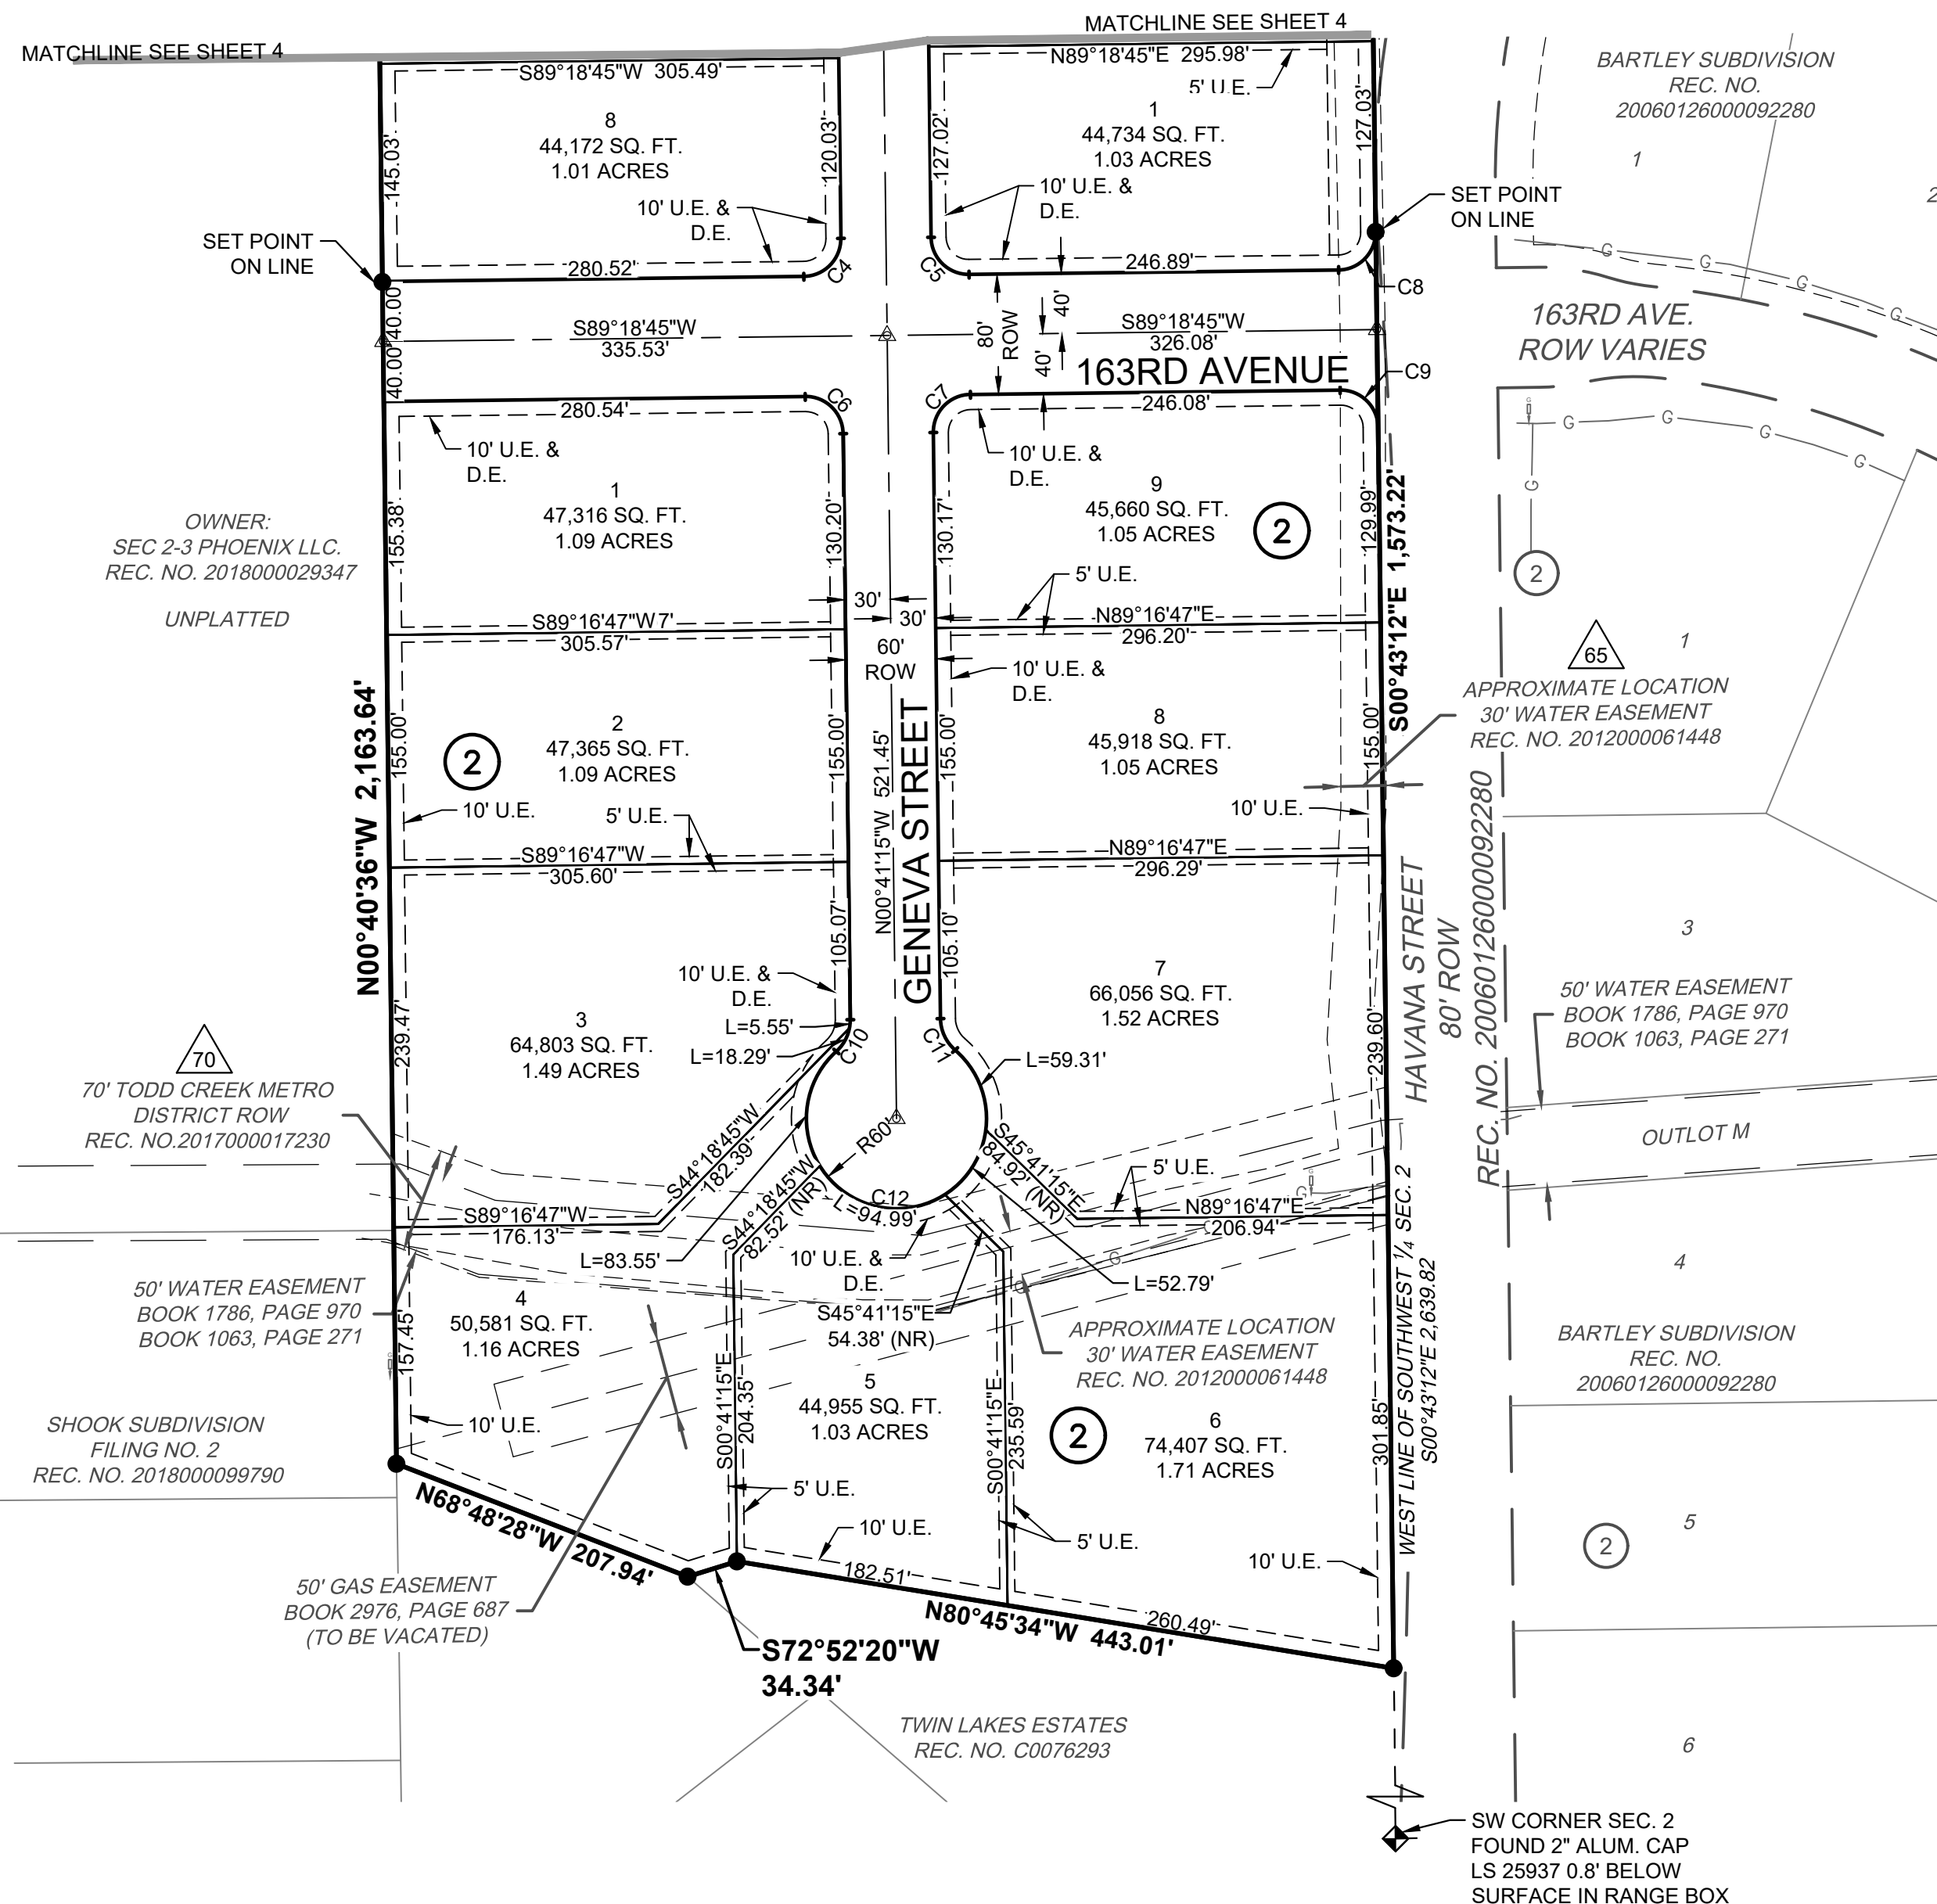 MATCHLINE SEE SHEET 4
MATCHLINE SEE SHEET 4
S89°18'45"W 305.49'
N89°18'45"E 295.98'
5' U.E.
BARTLEY SUBDIVISION
REC. NO.
20060126000092280
1
2
145.03'
8
44,172 SQ. FT.
1.01 ACRES
120.03'
127.02'
1
44,734 SQ. FT.
1.03 ACRES
127.03'
10' U.E. &
D.E.
10' U.E. &
D.E.
SET POINT
ON LINE
SET POINT
ON LINE
280.52'
C4
C5
246.89'
C8
40.00'
40.00'
S89°18'45"W
335.53'
80'
ROW
40'
40'
S89°18'45"W
326.08'
163RD AVENUE
163RD AVE.
ROW VARIES
G
G
G
G
C9
280.54'
C6
C7
246.08'
G
G
G
G
G
G
10' U.E. &
D.E.
10' U.E. &
D.E.
OWNER:
SEC 2-3 PHOENIX LLC.
REC. NO. 2018000029347
UNPLATTED
155.38'
1
47,316 SQ. FT.
1.09 ACRES
130.20'
130.17'
9
45,660 SQ. FT.
1.05 ACRES
2
129.99'
S00°43'12"E 1,573.22'
2
5' U.E.
30'
30'
S89°16'47"W7'
305.57'
N89°16'47"E
296.20'
60'
ROW
10' U.E. &
D.E.
65
1
APPROXIMATE LOCATION
30' WATER EASEMENT
REC. NO. 2012000061448
N00°40'36"W 2,163.64'
155.00'
2
2
47,365 SQ. FT.
1.09 ACRES
155.00'
N00°41'15"W 521.45'
GENEVA STREET
155.00'
8
45,918 SQ. FT.
1.05 ACRES
155.00'
10' U.E.
5' U.E.
10' U.E.
S89°16'47"W
305.60'
N89°16'47"E
296.29'
HAVANA STREET
80' ROW
REC. NO. 20060126000092280
3
105.07'
105.10'
10' U.E. &
D.E.
7
66,056 SQ. FT.
1.52 ACRES
50' WATER EASEMENT
BOOK 1786, PAGE 970
BOOK 1063, PAGE 271
239.47'
3
64,803 SQ. FT.
1.49 ACRES
L=5.55'
L=18.29'
C10
C11
L=59.31'
239.60'
70
70' TODD CREEK METRO
DISTRICT ROW
REC. NO.2017000017230
R60'
OUTLOT M
S44°18'45"W
182.39'
S44°18'45"W
82.52' (NR)
S45°41'15"E
84.92' (NR)
5' U.E.
G
C12
L=94.99'
S89°16'47"W
176.13'
N89°16'47"E
206.94'
L=83.55'
10' U.E. &
D.E.
L=52.79'
G
G
50' WATER EASEMENT
BOOK 1786, PAGE 970
BOOK 1063, PAGE 271
G
157.45'
4
50,581 SQ. FT.
1.16 ACRES
S45°41'15"E
54.38' (NR)
APPROXIMATE LOCATION
30' WATER EASEMENT
REC. NO. 2012000061448
WEST LINE OF SOUTHWEST 1/4 SEC. 2
S00°43'12"E 2,639.82
4
BARTLEY SUBDIVISION
REC. NO.
20060126000092280
SHOOK SUBDIVISION
FILING NO. 2
REC. NO. 2018000099790
10' U.E.
S00°41'15"E
204.35'
5
44,955 SQ. FT.
1.03 ACRES
S00°41'15"E
235.59'
2
6
74,407 SQ. FT.
1.71 ACRES
301.85'
5' U.E.
10' U.E.
5' U.E.
10' U.E.
5
2
N68°48'28"W 207.94'
182.51'
N80°45'34"W 443.01'
260.49'
50' GAS EASEMENT
BOOK 2976, PAGE 687
(TO BE VACATED)
S72°52'20"W
34.34'
TWIN LAKES ESTATES
REC. NO. C0076293
6
SW CORNER SEC. 2
FOUND 2" ALUM. CAP
LS 25937 0.8' BELOW
SURFACE IN RANGE BOX